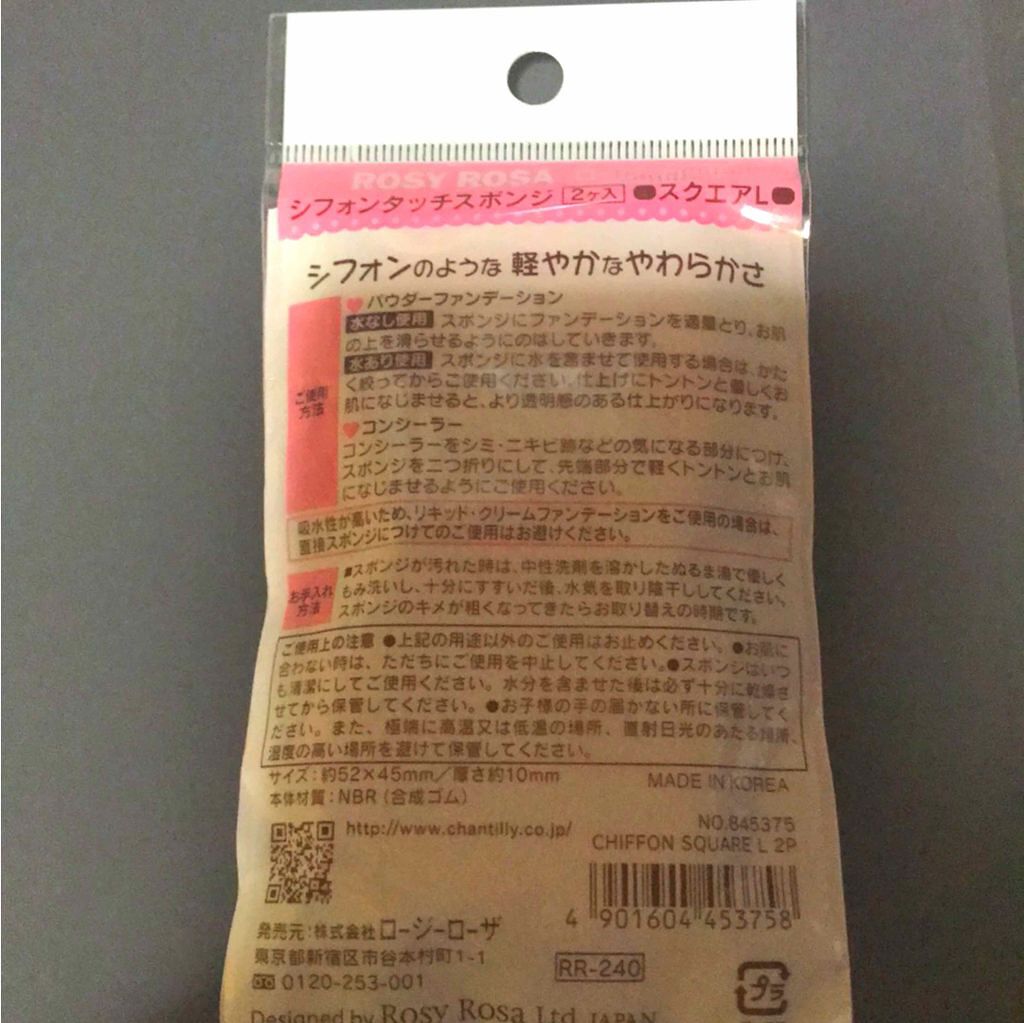 ROSY ROSA
シフォンタッチスポンジ 2ヶ入 ●スクエアL●
シフォンのような 軽やかなやわらかさ
ご使用方法
♥パウダーファンデーション
水なし使用 スポンジにファンデーションを適量とり、お肌
の上を滑らせるようにのばしていきます。
水あり使用 スポンジに水を含ませて使用する場合は、かた
く絞ってからご使用ください。仕上げにトントンと優しくお
肌になじませると、より透明感のある仕上がりになります。
♥コンシーラー
コンシーラーをシミ・ニキビ跡などの気になる部分につけ、
スポンジを二つ折りにして、先端部分で軽くトントンとお肌
になじませるようにご使用ください。
吸水性が高いため、リキッド・クリームファンデーションをご使用の場合は、
直接スポンジにつけてのご使用はお避けください。
お手入れ方法
■スポンジが汚れた時は、中性洗剤を溶かしたぬるま湯で優しく
もみ洗いし、十分にすすいだ後、水気を取り陰干ししてください。
スポンジのキメが粗くなってきたらお取り替えの時期です。
ご使用上の注意 ●上記の用途以外のご使用はお止めください。●お肌に
合わない時は、ただちにご使用を中止してください。●スポンジはいつ
も清潔にしてご使用ください。水分を含ませた後は必ず十分に乾燥さ
せてから保管してください。●お子様の手の届かない所に保管してく
ださい。また、極端に高温又は低温の場所、直射日光のあたる場所、
湿度の高い場所を避けて保管してください。
サイズ：約52×45mm／厚さ約10mm
MADE IN KOREA
本体材質：NBR（合成ゴム）
http://www.chantilly.co.jp/
NO.845375
CHIFFON SQUARE L 2P
4 901604 453758
発売元：株式会社 ロージーローザ
東京都新宿区市谷本村町1-1
0120-253-001
RR-240
プラ
Designed by Rosy Rosa Ltd. JAPAN